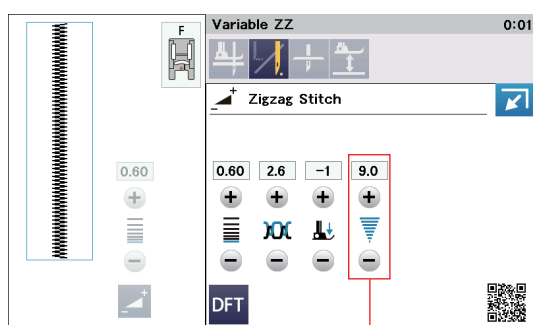 F
Variable ZZ 0:01
Zigzag Stitch
0.60
0.60 2.6 −1 9.0
DFT